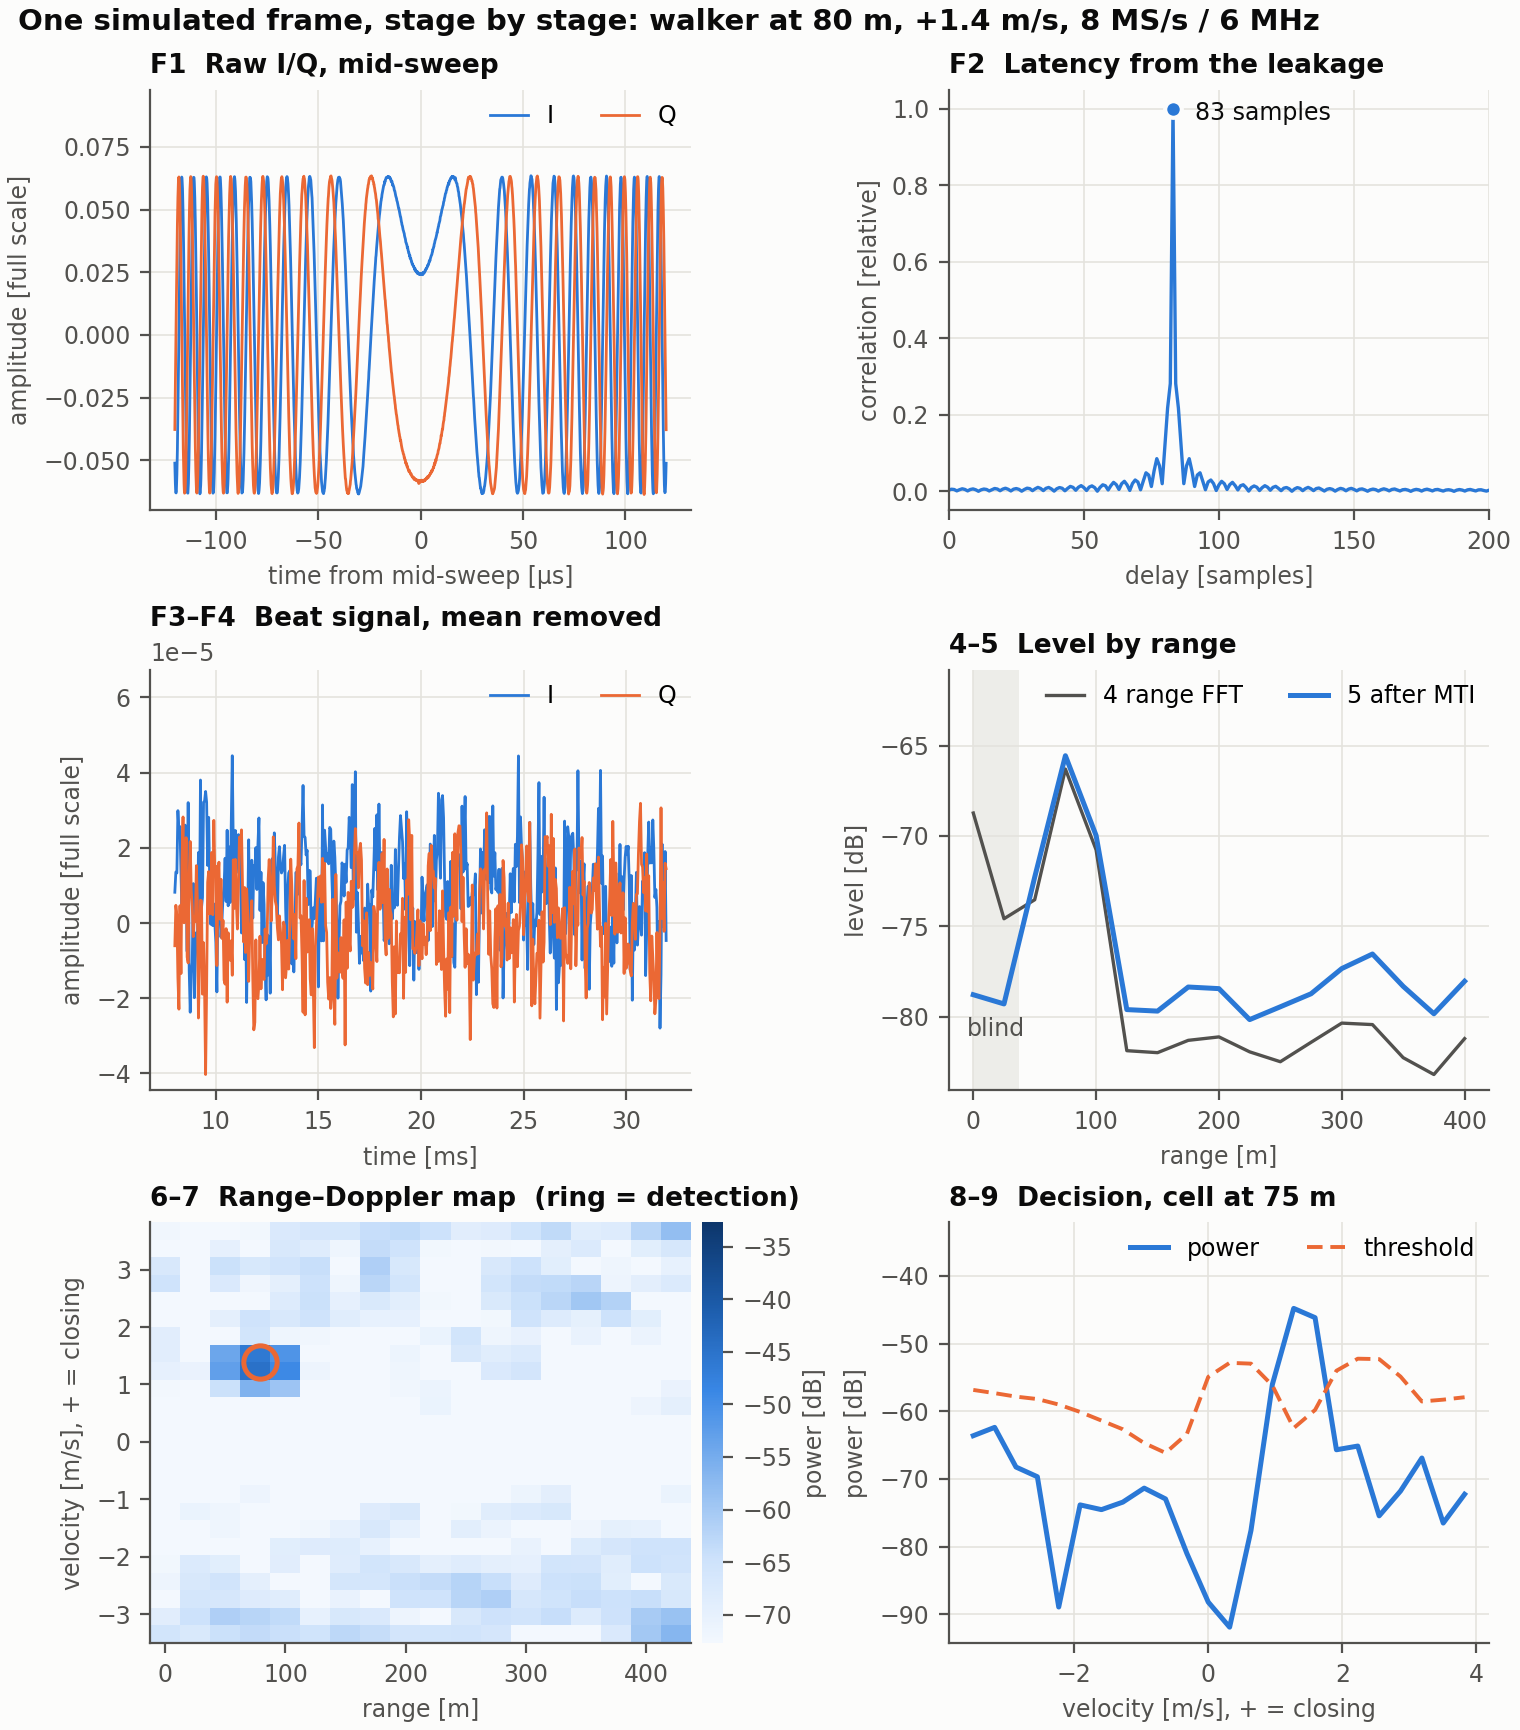 One simulated frame, stage by stage: walker at 80 m, +1.4 m/s, 8 MS/s / 6 MHz
F1  Raw I/Q, mid-sweep
I
Q
amplitude [full scale]
0.075
0.050
0.025
0.000
−0.025
−0.050
−100
−50
0
50
100
time from mid-sweep [µs]
F2  Latency from the leakage
83 samples
correlation [relative]
1.0
0.8
0.6
0.4
0.2
0.0
0
50
100
150
200
delay [samples]
F3–F4  Beat signal, mean removed
1e−5
I
Q
amplitude [full scale]
6
4
2
0
−2
−4
10
15
20
25
30
time [ms]
4–5  Level by range
4 range FFT
5 after MTI
level [dB]
−65
−70
−75
−80
blind
0
100
200
300
400
range [m]
6–7  Range–Doppler map  (ring = detection)
velocity [m/s], + = closing
3
2
1
0
−1
−2
−3
0
100
200
300
400
range [m]
−35
−40
−45
−50
−55
−60
−65
−70
power [dB]
8–9  Decision, cell at 75 m
power
threshold
power [dB]
−40
−50
−60
−70
−80
−90
−2
0
2
4
velocity [m/s], + = closing